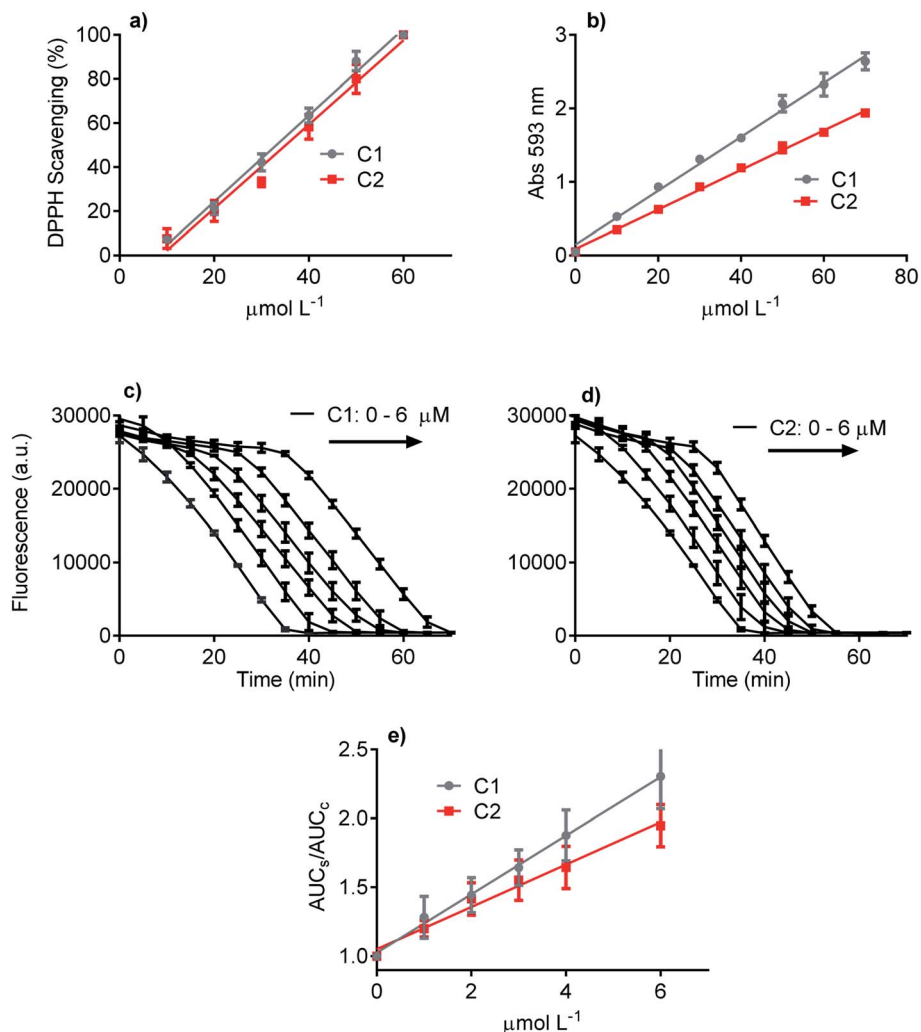 a)
DPPH Scavenging (%)
100
80
60
40
20
0
C1
C2
0 20 40 60
μmol L⁻¹
b)
Abs 593 nm
3
2
1
0
C1
C2
0 20 40 60 80
μmol L⁻¹
c)
Fluorescence (a.u.)
30000
20000
10000
0
C1: 0 - 6 μM
0 20 40 60
Time (min)
d)
30000
20000
10000
0
C2: 0 - 6 μM
0 20 40 60
Time (min)
e)
AUCₛ/AUC꜀
2.5
2.0
1.5
1.0
C1
C2
0 2 4 6
μmol L⁻¹